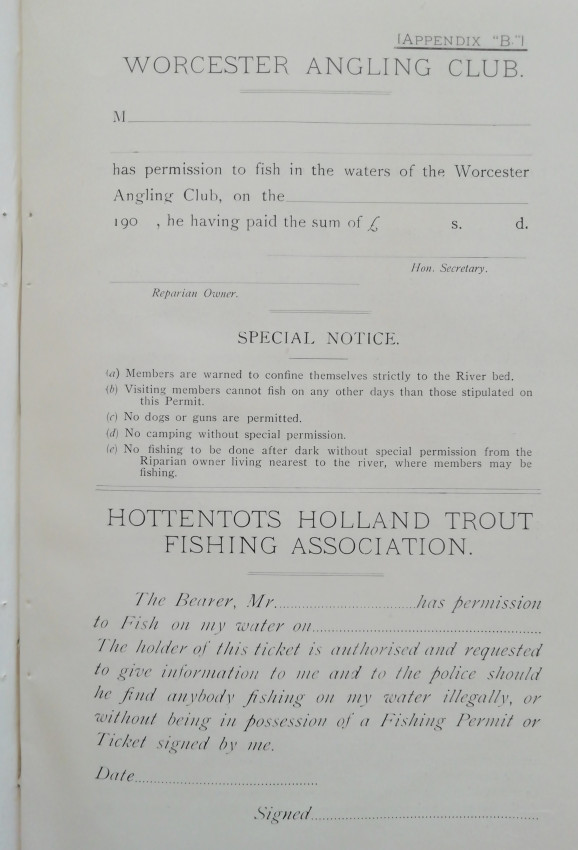 [APPENDIX "B."]
WORCESTER ANGLING CLUB.
M
has permission to fish in the waters of the Worcester
Angling Club, on the
190 , he having paid the sum of £ s. d.
Hon. Secretary.
Reparian Owner.
SPECIAL NOTICE.
(a) Members are warned to confine themselves strictly to the River bed.
(b) Visiting members cannot fish on any other days than those stipulated on
this Permit.
(c) No dogs or guns are permitted.
(d) No camping without special permission.
(e) No fishing to be done after dark without special permission from the
Riparian owner living nearest to the river, where members may be
fishing.
HOTTENTOTS HOLLAND TROUT
FISHING ASSOCIATION.
The Bearer, Mr..............................has permission
to Fish on my water on..................................................
The holder of this ticket is authorised and requested
to give information to me and to the police should
he find anybody fishing on my water illegally, or
without being in possession of a Fishing Permit or
Ticket signed by me.
Date........................................
Signed..................................................